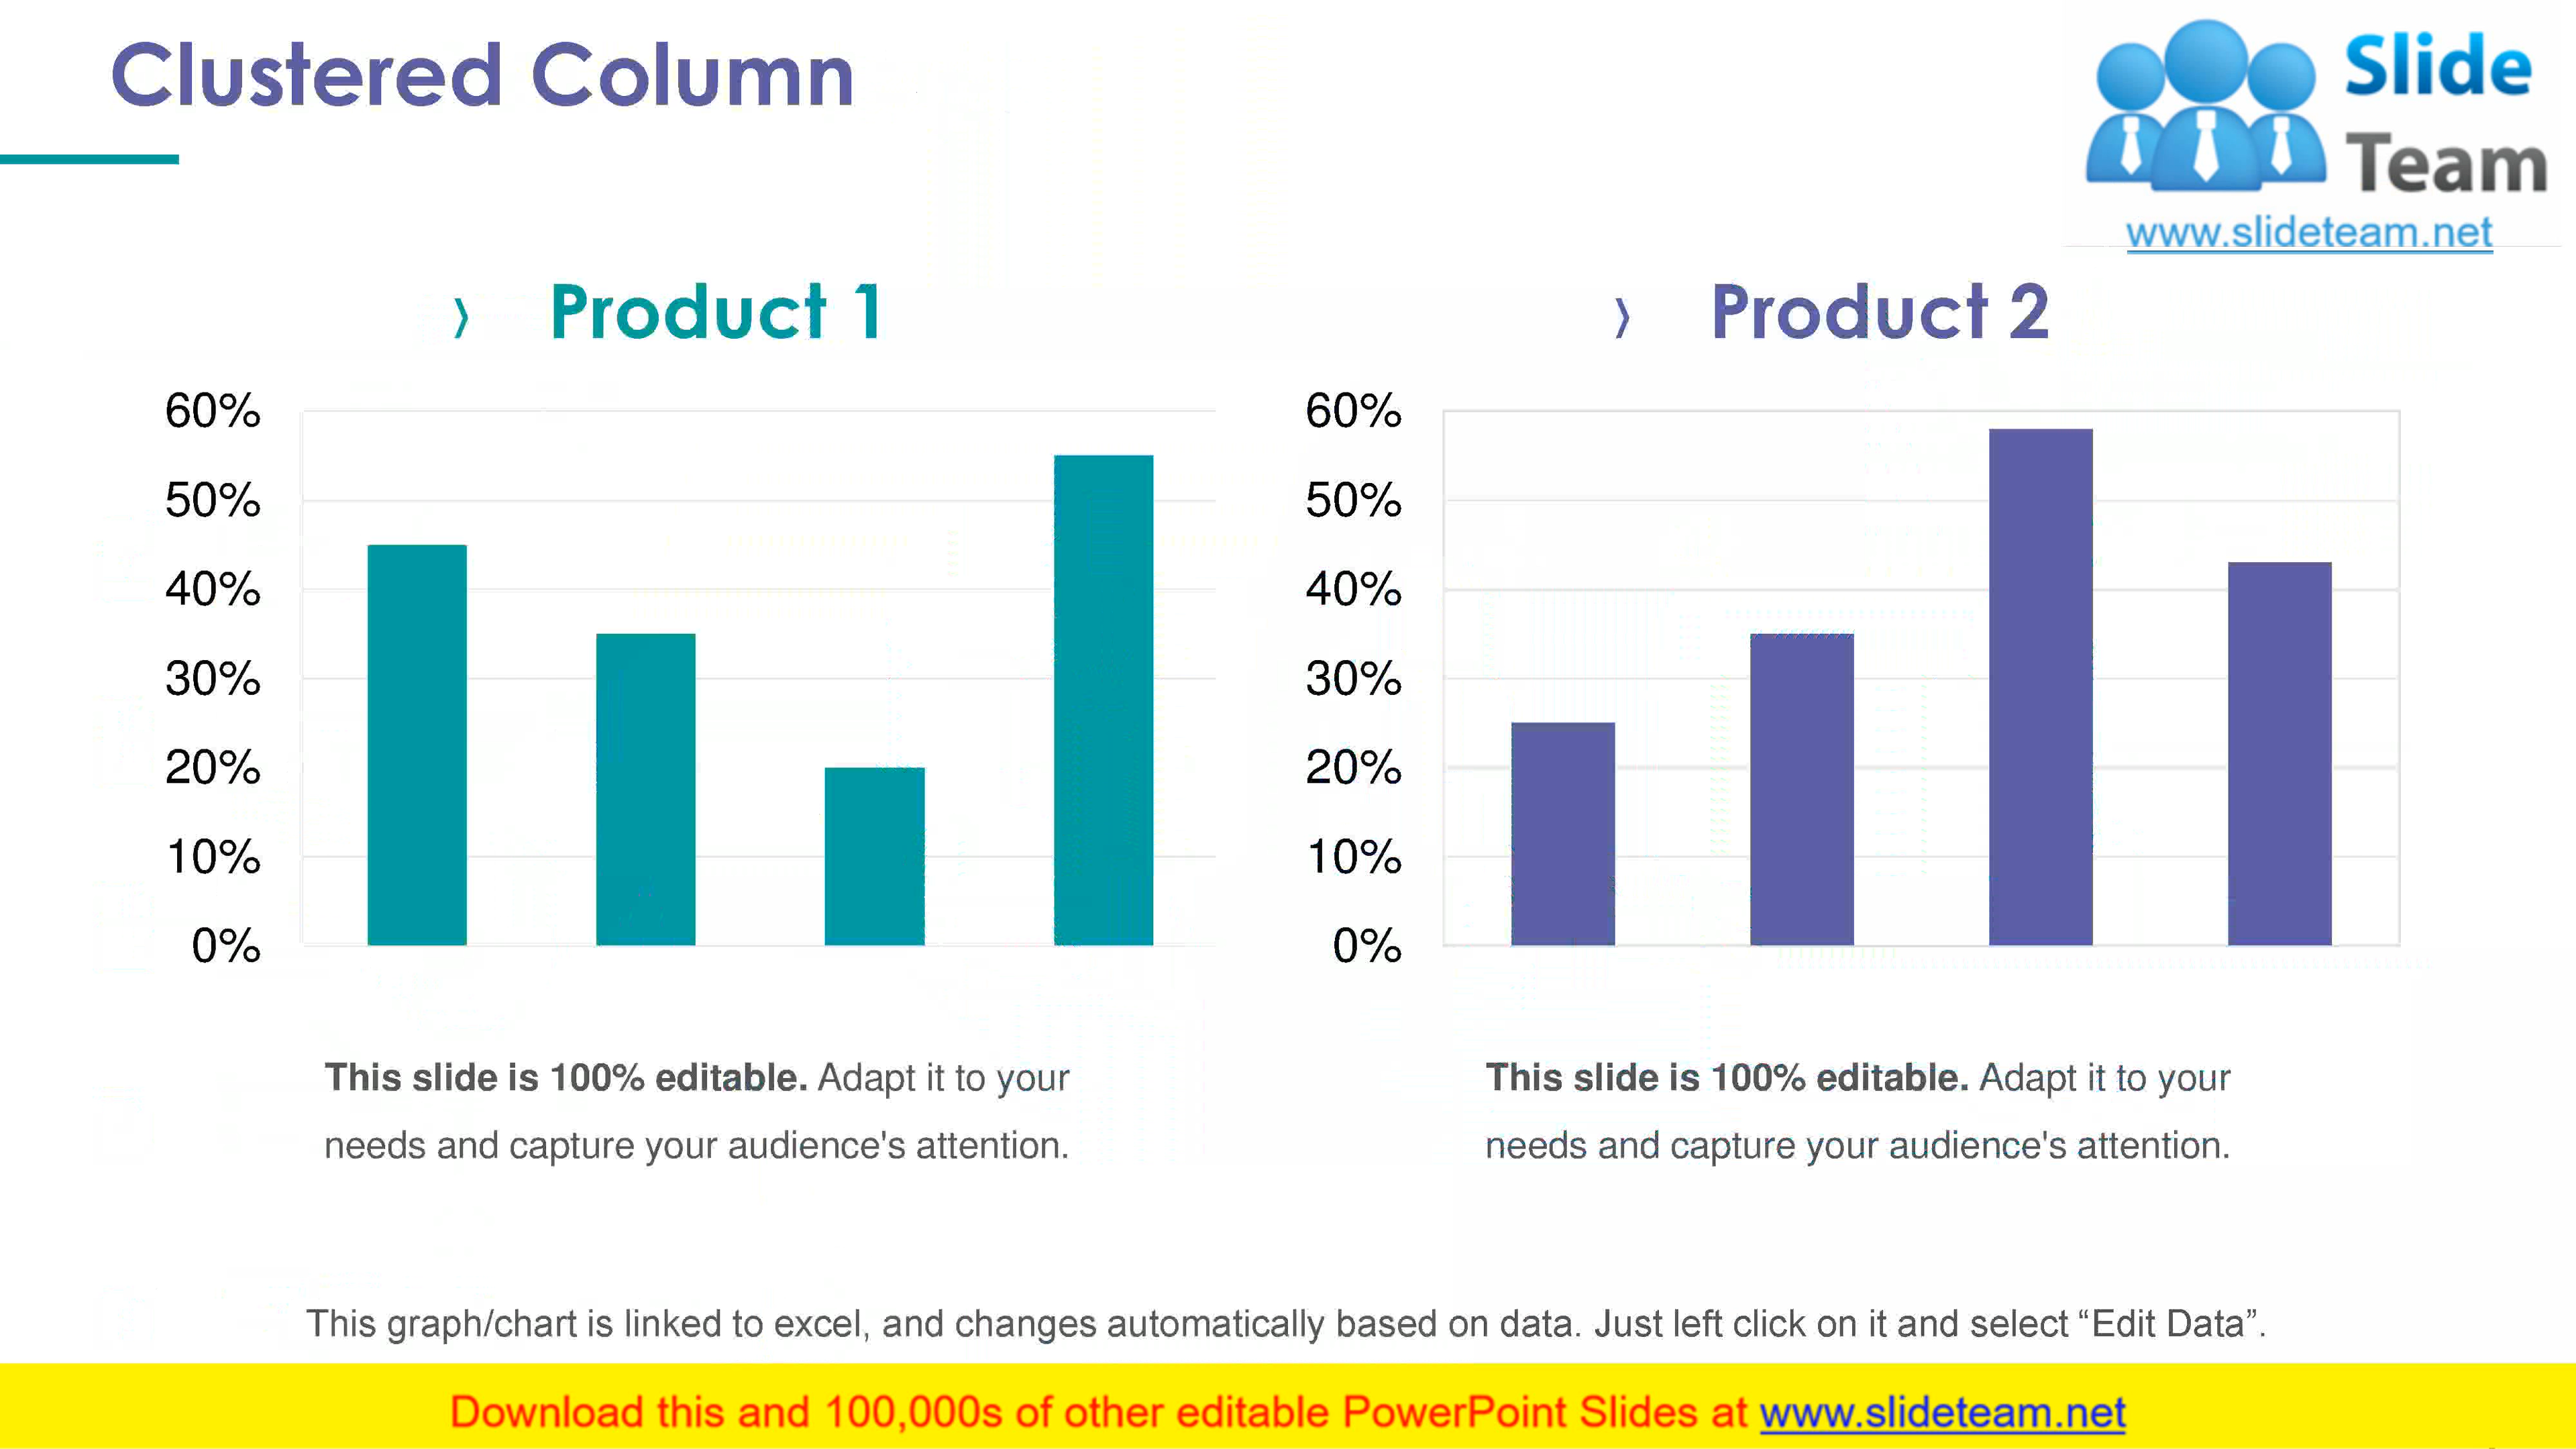 Clustered Column
Slide
Team
www.slideteam.net
› Product 1
60%
50%
40%
30%
20%
10%
0%
This slide is 100% editable. Adapt it to your
needs and capture your audience's attention.
› Product 2
60%
50%
40%
30%
20%
10%
0%
This slide is 100% editable. Adapt it to your
needs and capture your audience's attention.
This graph/chart is linked to excel, and changes automatically based on data. Just left click on it and select “Edit Data”.
Download this and 100,000s of other editable PowerPoint Slides at www.slideteam.net